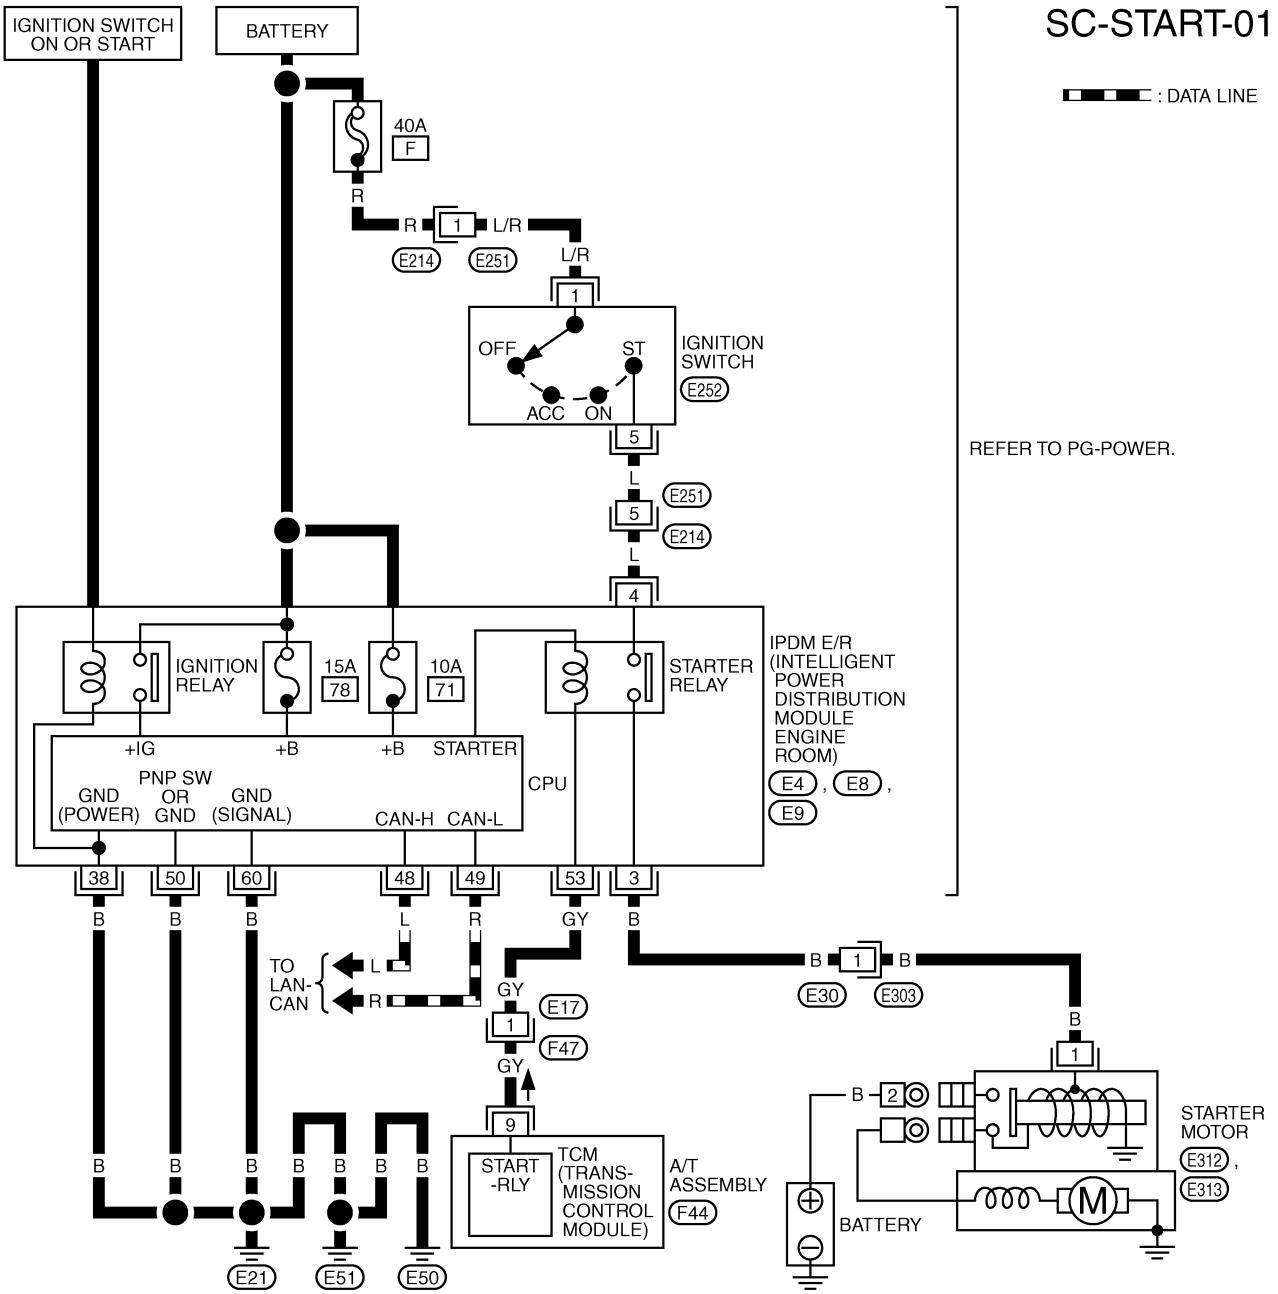 IGNITION SWITCH
ON OR START
BATTERY
SC-START-01
: DATA LINE
40A
F
R
R
1
L/R
E214
E251
L/R
1
OFF
ST
ACC
ON
IGNITION
SWITCH
E252
5
L
E251
5
E214
L
4
REFER TO PG-POWER.
IGNITION
RELAY
15A
78
10A
71
STARTER
RELAY
IPDM E/R
(INTELLIGENT
POWER
DISTRIBUTION
MODULE
ENGINE
ROOM)
E4 , E8 ,
E9
+IG
+B
+B
STARTER
CPU
GND
(POWER)
PNP SW
OR
GND
GND
(SIGNAL)
CAN-H
CAN-L
38
50
60
48
49
53
3
B
B
B
L
R
GY
B
TO
LAN-
CAN
L
R
GY
E17
1
F47
GY
B
1
B
E30
E303
B
1
9
START
-RLY
TCM
(TRANS-
MISSION
CONTROL
MODULE)
A/T
ASSEMBLY
F44
B
2
BATTERY
M
STARTER
MOTOR
E312 ,
E313
B
B
B
B
B
B
B
E21
E51
E50